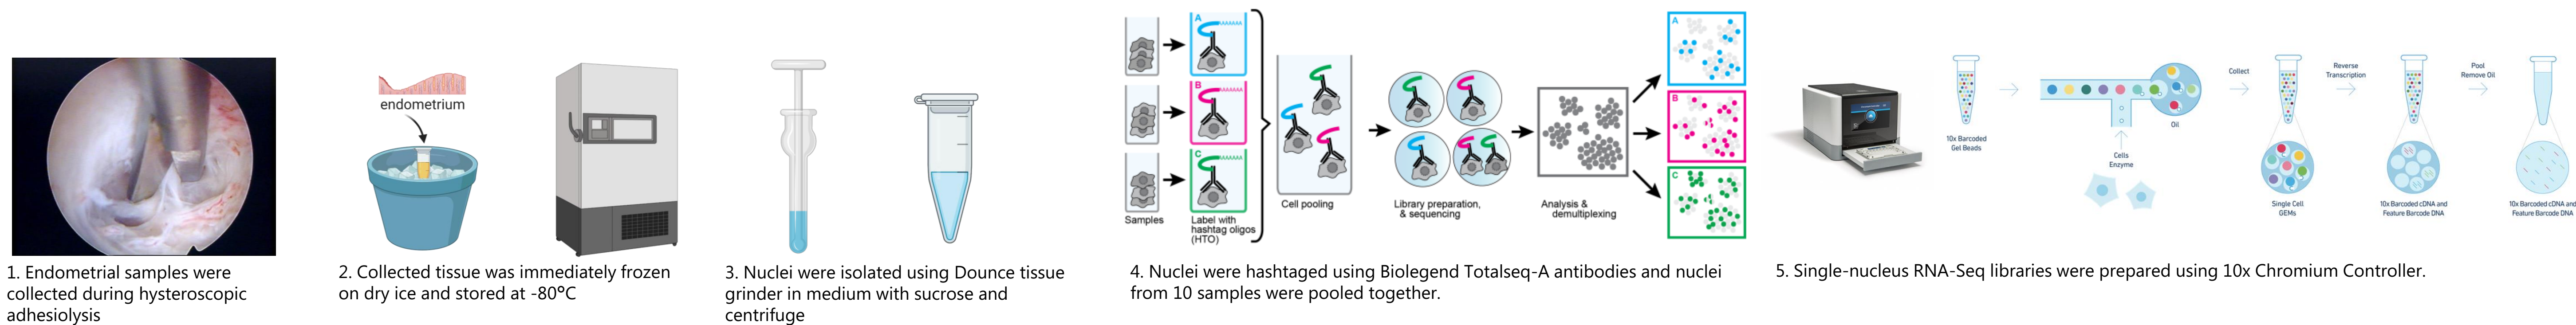 1. Endometrial samples were
collected during hysteroscopic
adhesiolysis
endometrium
2. Collected tissue was immediately frozen
on dry ice and stored at -80°C
3. Nuclei were isolated using Dounce tissue
grinder in medium with sucrose and
centrifuge
A
AAAAAAA
B
AAAAAAA
C
AAAAAAA
Samples
Label with
hashtag oligos
(HTO)
Cell pooling
Library preparation,
& sequencing
Analysis &
demultiplexing
A
B
C
4. Nuclei were hashtaged using Biolegend Totalseq-A antibodies and nuclei
from 10 samples were pooled together.
10x Barcoded
Gel Beads
Cells
Enzyme
Oil
Collect
Single Cell
GEMs
Reverse
Transcription
10x Barcoded cDNA and
Feature Barcode DNA
Pool
Remove Oil
10x Barcoded cDNA and
Feature Barcode DNA
5. Single-nucleus RNA-Seq libraries were prepared using 10x Chromium Controller.